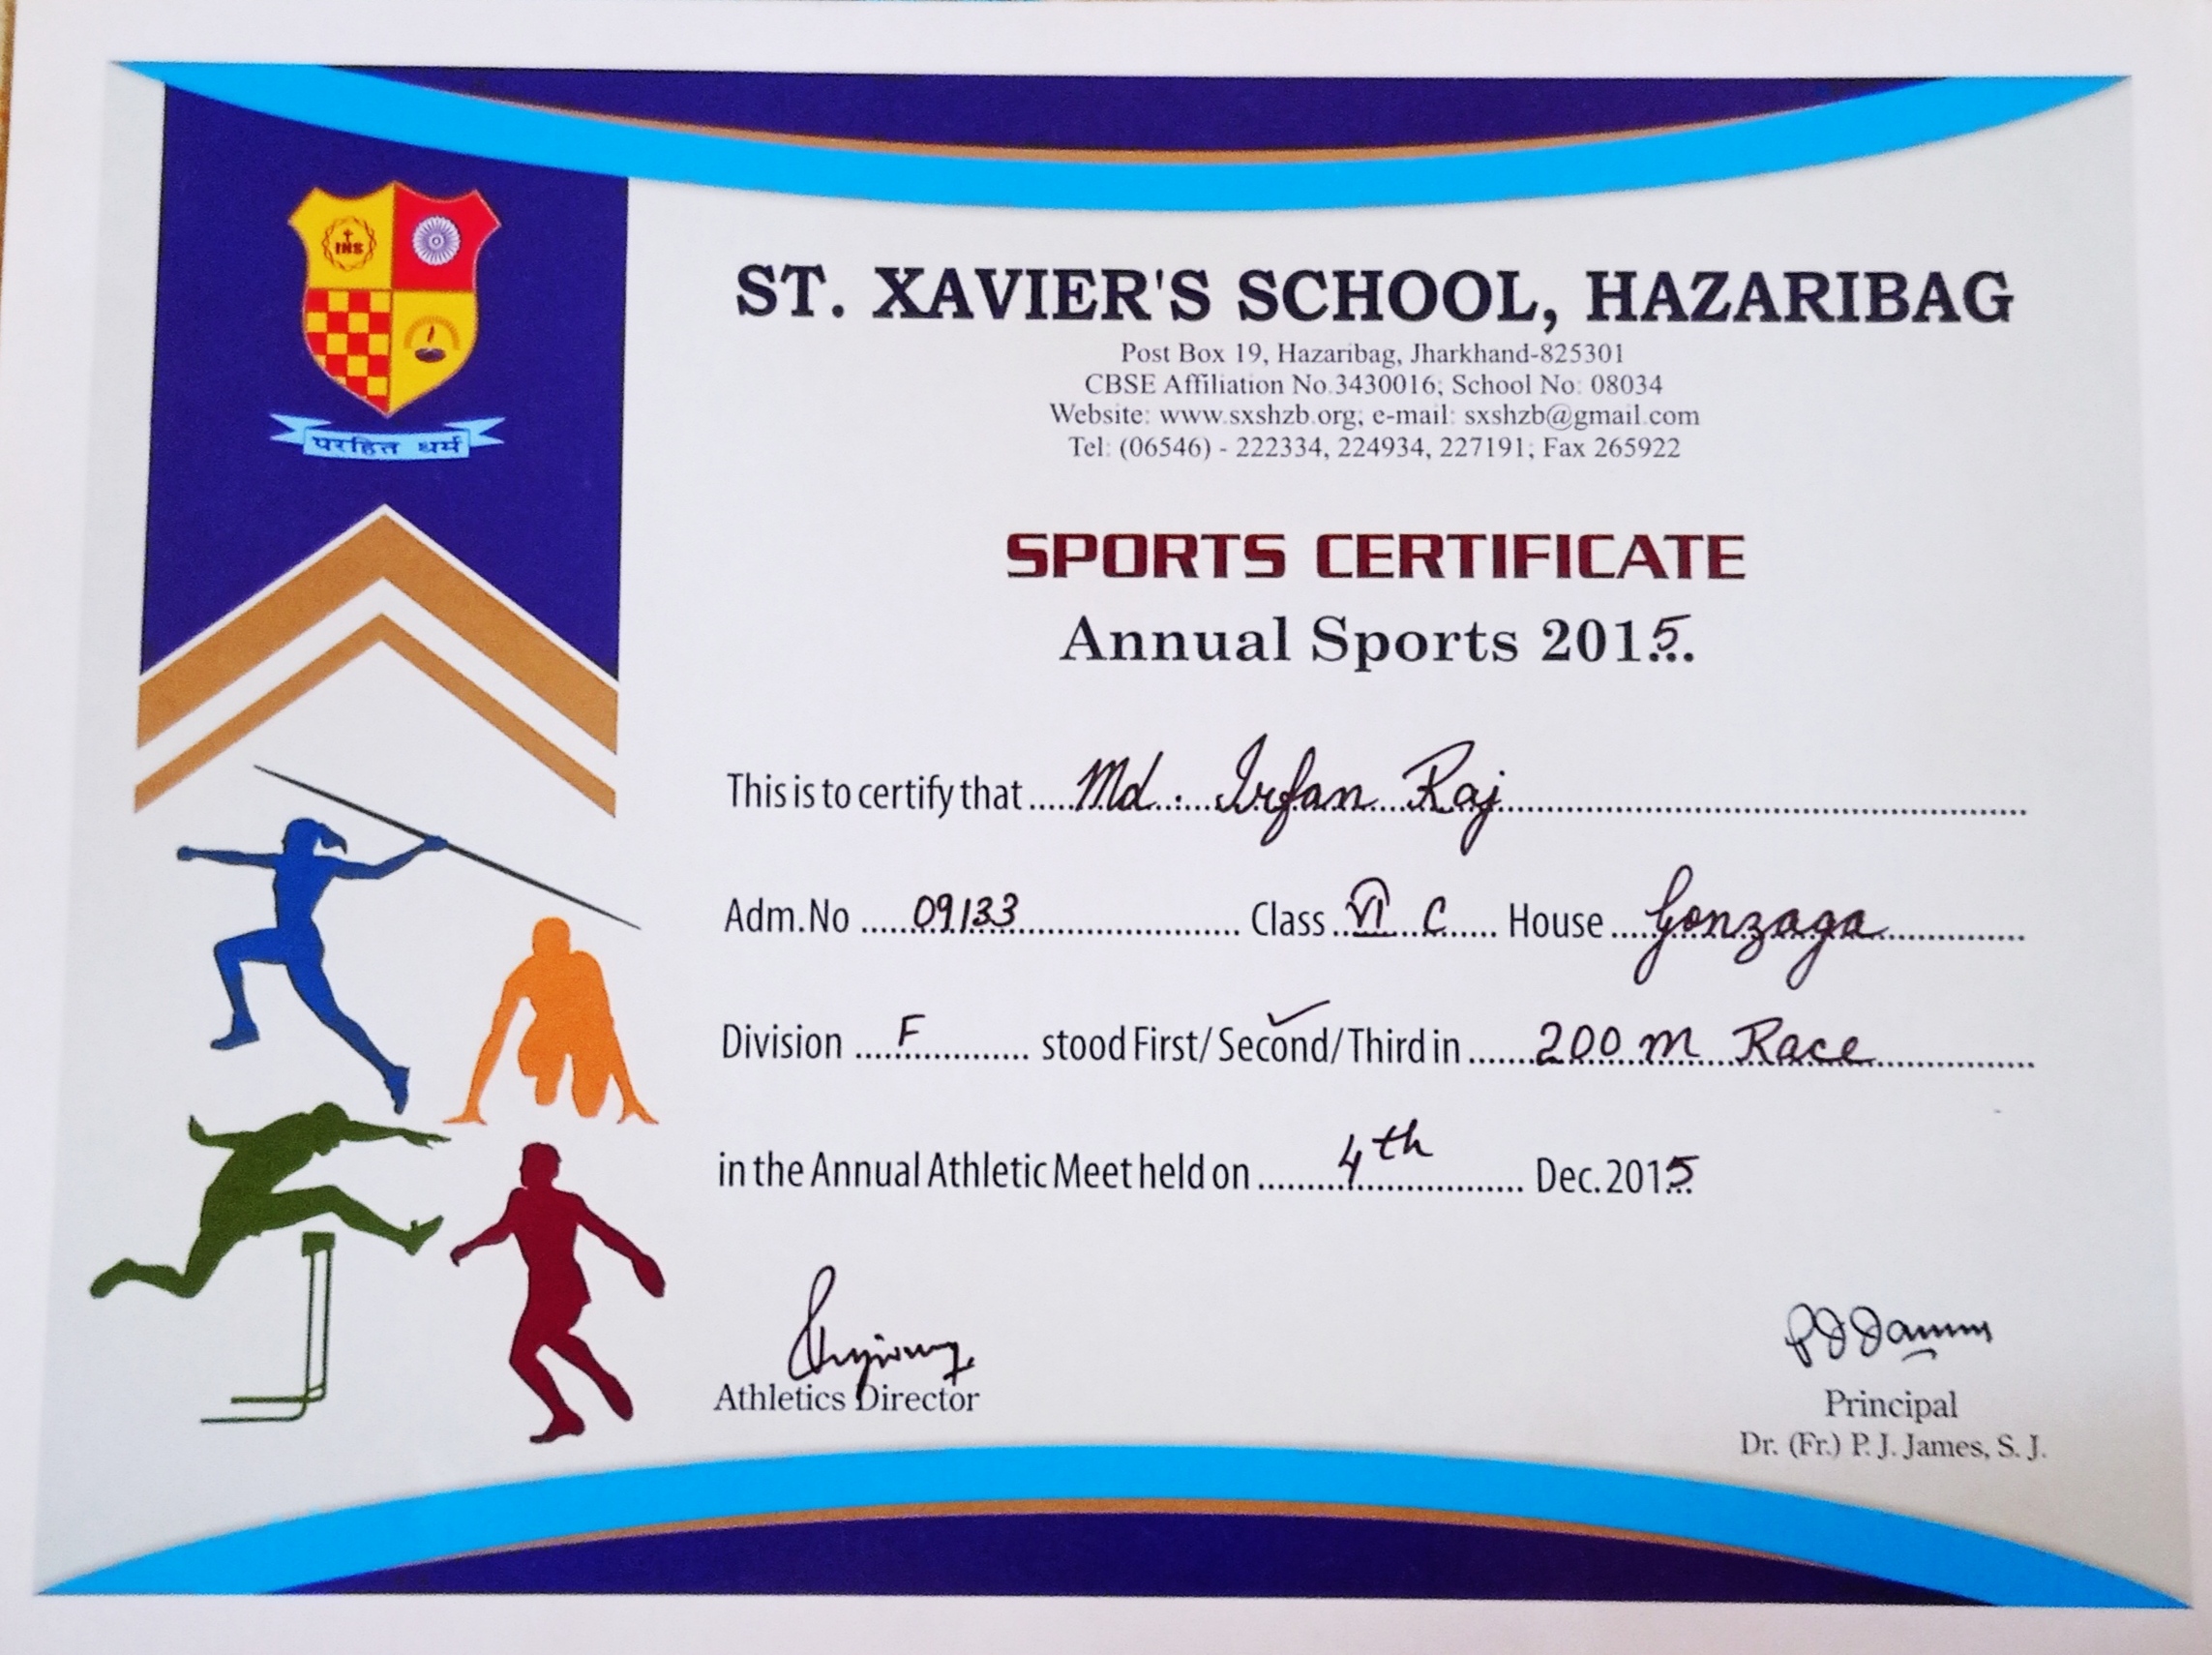 INS
परहित धर्म
ST. XAVIER'S SCHOOL, HAZARIBAG
Post Box 19, Hazaribag, Jharkhand-825301
CBSE Affiliation No.3430016; School No: 08034
Website: www.sxshzb.org; e-mail: sxshzb@gmail.com
Tel: (06546) - 222334, 224934, 227191; Fax 265922
SPORTS CERTIFICATE
Annual Sports 2015
This is to certify that Md. Irfan Raj
Adm.No 09133 Class VI C House Gonzaga
Division F stood First/ Second/ Third in 200 m Race
in the Annual Athletic Meet held on 4th Dec. 2015
PJJames
Athletics Director
Principal
Dr. (Fr.) P. J. James, S. J.